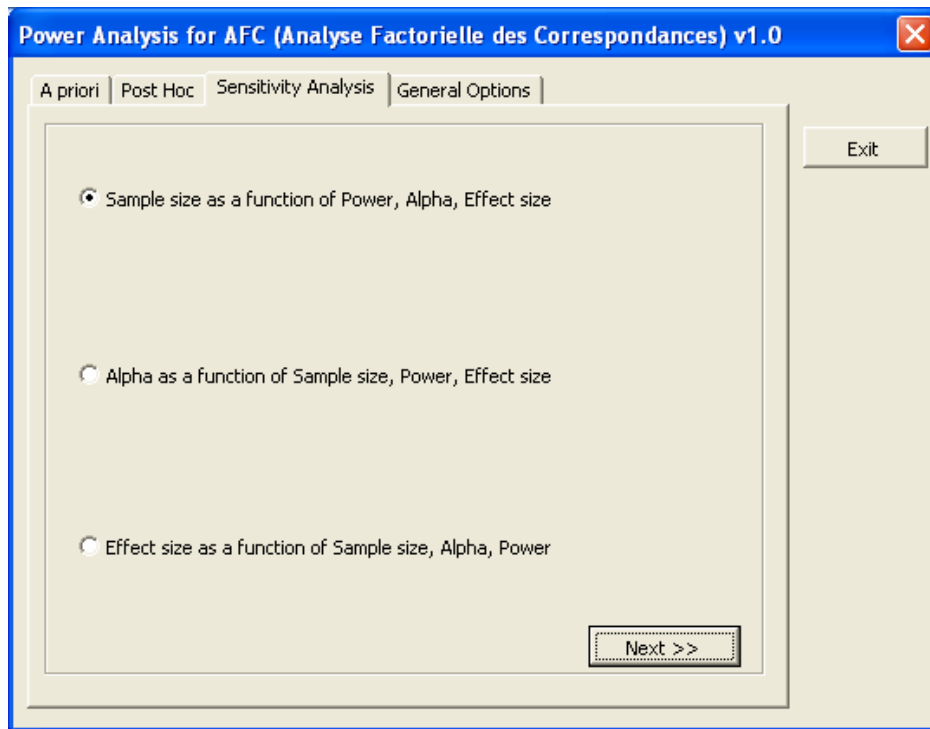 Power Analysis for AFC (Analyse Factorielle des Correspondances) v1.0
A priori Post Hoc Sensitivity Analysis General Options
Exit
Sample size as a function of Power, Alpha, Effect size
Alpha as a function of Sample size, Power, Effect size
Effect size as a function of Sample size, Alpha, Power
Next >>